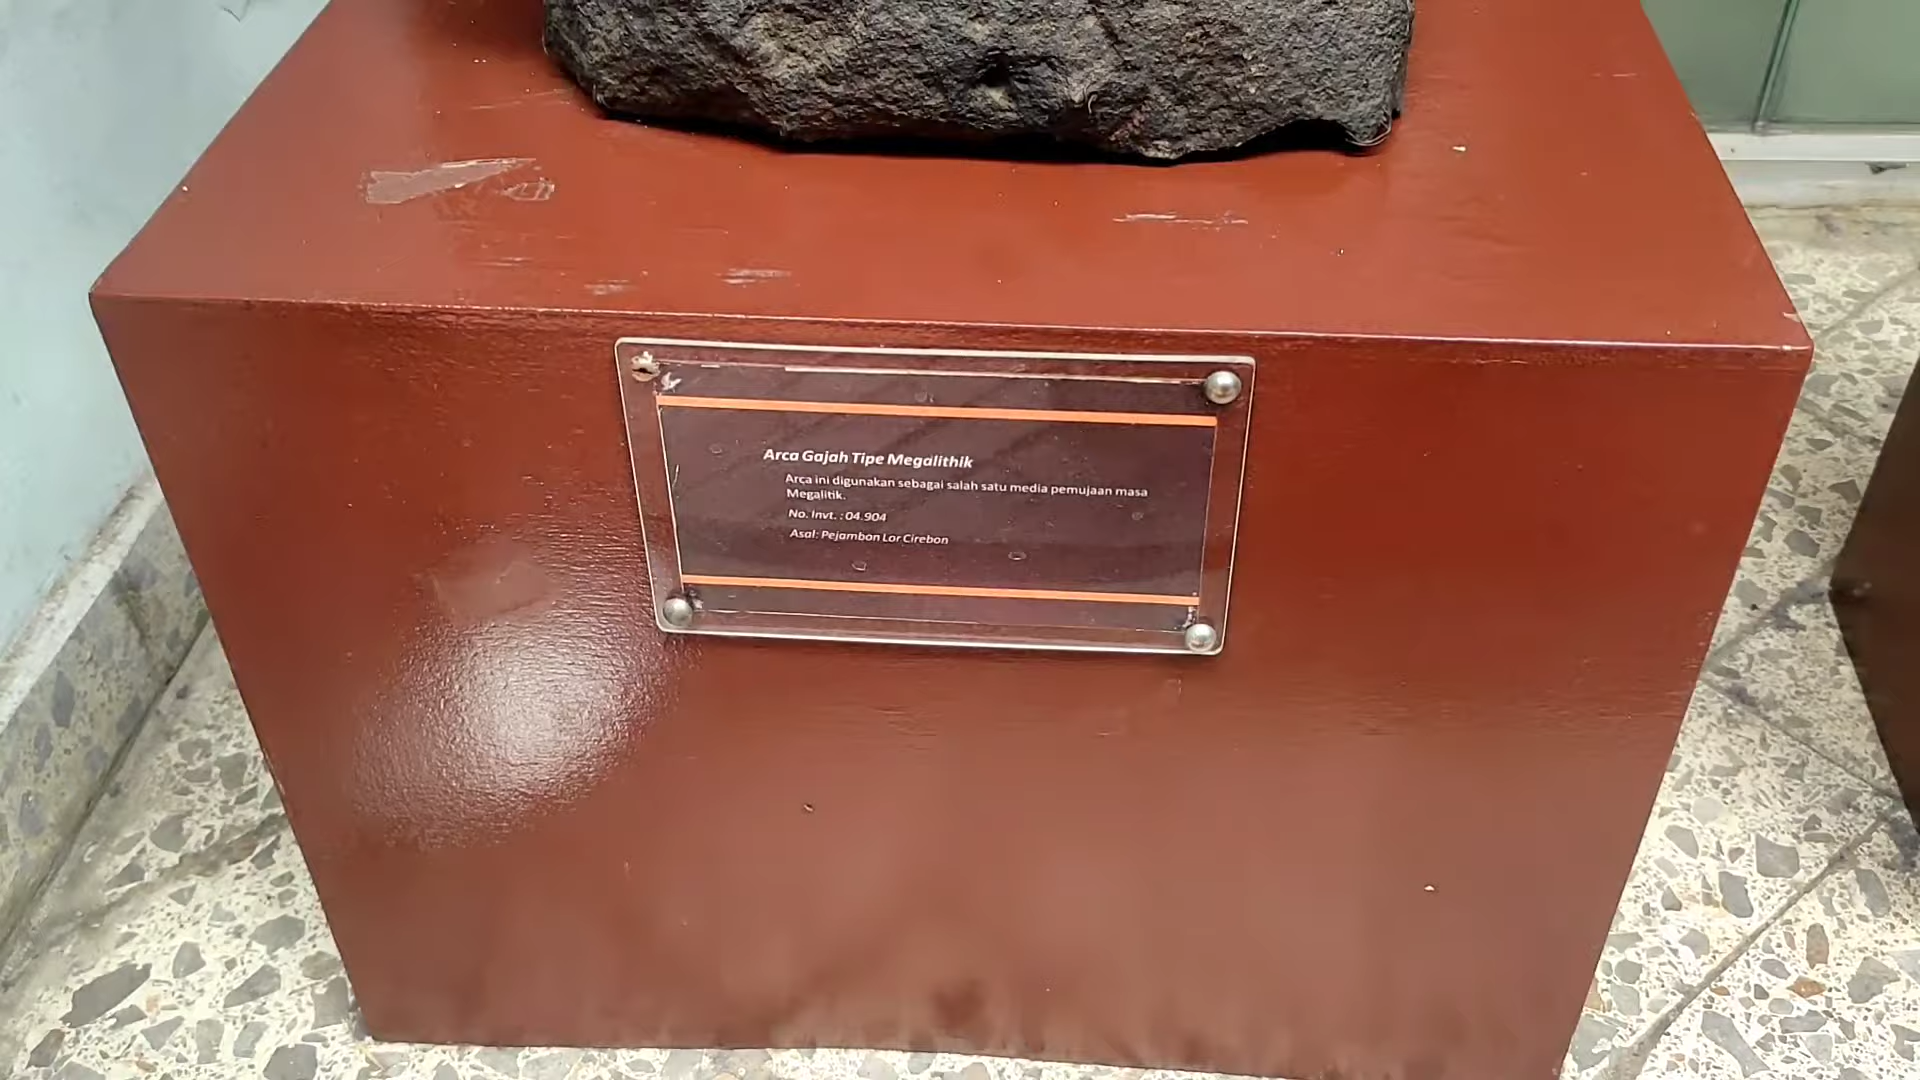 Arca Gajah Tipe Megalithik
Arca ini digunakan sebagai salah satu media pemujaan masa
Megalitik.
No. Invt. : 04.904
Asal: Pejambon Lor Cirebon